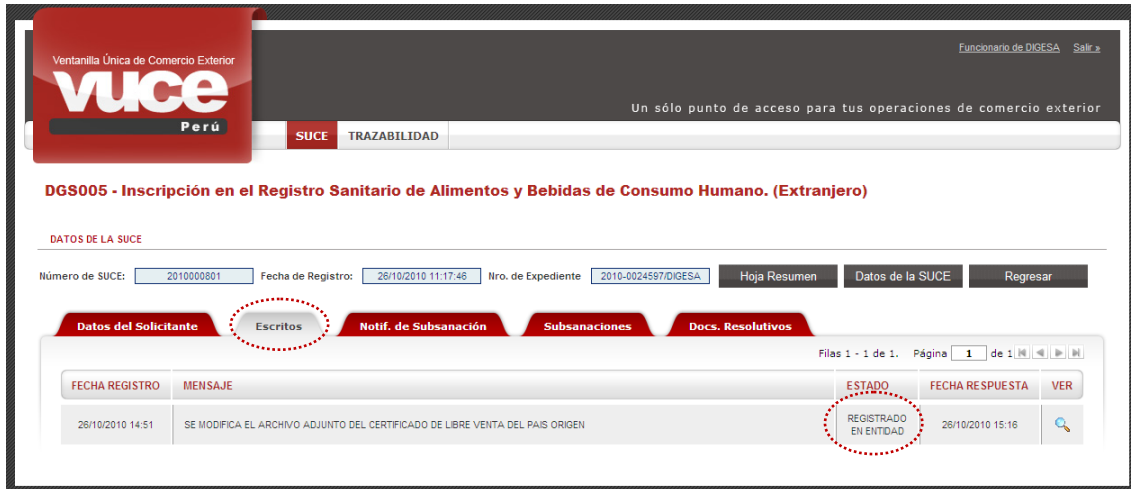 Funcionario de DIGESA Salir »
Ventanilla Única de Comercio Exterior
vuce
Perú
Un sólo punto de acceso para tus operaciones de comercio exterior
SUCE TRAZABILIDAD
DGS005 - Inscripción en el Registro Sanitario de Alimentos y Bebidas de Consumo Humano. (Extranjero)
DATOS DE LA SUCE
Número de SUCE: 2010000801 Fecha de Registro: 26/10/2010 11:17:46 Nro. de Expediente 2010-0024597/DIGESA Hoja Resumen Datos de la SUCE Regresar
Datos del Solicitante Escritos Notif. de Subsanación Subsanaciones Docs. Resolutivos
Filas 1 - 1 de 1. Página 1 de 1
FECHA REGISTRO MENSAJE ESTADO FECHA RESPUESTA VER
26/10/2010 14:51 SE MODIFICA EL ARCHIVO ADJUNTO DEL CERTIFICADO DE LIBRE VENTA DEL PAIS ORIGEN REGISTRADO EN ENTIDAD 26/10/2010 15:16